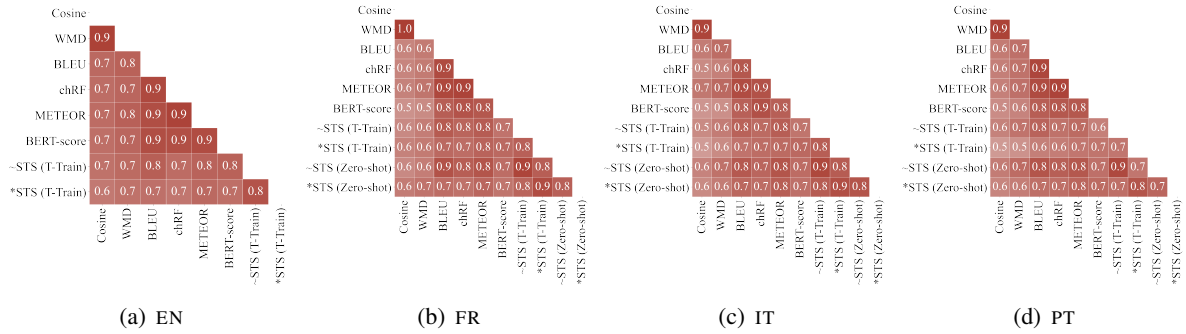 Cosine
WMD 0.9
BLEU 0.7 0.8
chRF 0.7 0.7 0.9
METEOR 0.7 0.8 0.9 0.9
BERT-score 0.7 0.7 0.9 0.9 0.9
~STS (T-Train) 0.7 0.7 0.8 0.7 0.8 0.8
*STS (T-Train) 0.6 0.7 0.7 0.7 0.7 0.7 0.8
Cosine WMD BLEU chRF METEOR BERT-score ~STS (T-Train) *STS (T-Train)
(a) EN
Cosine
WMD 1.0
BLEU 0.6 0.6
chRF 0.6 0.6 0.9
METEOR 0.6 0.7 0.9 0.9
BERT-score 0.5 0.5 0.8 0.8 0.8
~STS (T-Train) 0.6 0.6 0.8 0.8 0.8 0.7
*STS (T-Train) 0.6 0.6 0.7 0.7 0.8 0.7 0.8
~STS (Zero-shot) 0.6 0.6 0.9 0.8 0.8 0.7 0.9 0.8
*STS (Zero-shot) 0.6 0.7 0.7 0.7 0.7 0.7 0.8 0.9 0.8
Cosine WMD BLEU chRF METEOR BERT-score ~STS (T-Train) *STS (T-Train) ~STS (Zero-shot) *STS (Zero-shot)
(b) FR
Cosine
WMD 0.9
BLEU 0.6 0.7
chRF 0.5 0.6 0.8
METEOR 0.7 0.7 0.9 0.9
BERT-score 0.5 0.5 0.8 0.9 0.8
~STS (T-Train) 0.5 0.6 0.8 0.7 0.8 0.7
*STS (T-Train) 0.5 0.6 0.7 0.7 0.7 0.7 0.8
~STS (Zero-shot) 0.6 0.7 0.8 0.7 0.8 0.7 0.9 0.8
*STS (Zero-shot) 0.6 0.6 0.7 0.7 0.7 0.7 0.8 0.9 0.8
Cosine WMD BLEU chRF METEOR BERT-score ~STS (T-Train) *STS (T-Train) ~STS (Zero-shot) *STS (Zero-shot)
(c) IT
Cosine
WMD 0.9
BLEU 0.6 0.7
chRF 0.6 0.7 0.9
METEOR 0.6 0.7 0.9 0.9
BERT-score 0.5 0.6 0.8 0.8 0.8
~STS (T-Train) 0.6 0.7 0.8 0.7 0.7 0.6
*STS (T-Train) 0.5 0.5 0.6 0.6 0.7 0.6 0.7
~STS (Zero-shot) 0.6 0.7 0.8 0.8 0.8 0.7 0.9 0.7
*STS (Zero-shot) 0.6 0.6 0.7 0.7 0.7 0.7 0.8 0.8 0.7
Cosine WMD BLEU chRF METEOR BERT-score ~STS (T-Train) *STS (T-Train) ~STS (Zero-shot) *STS (Zero-shot)
(d) PT